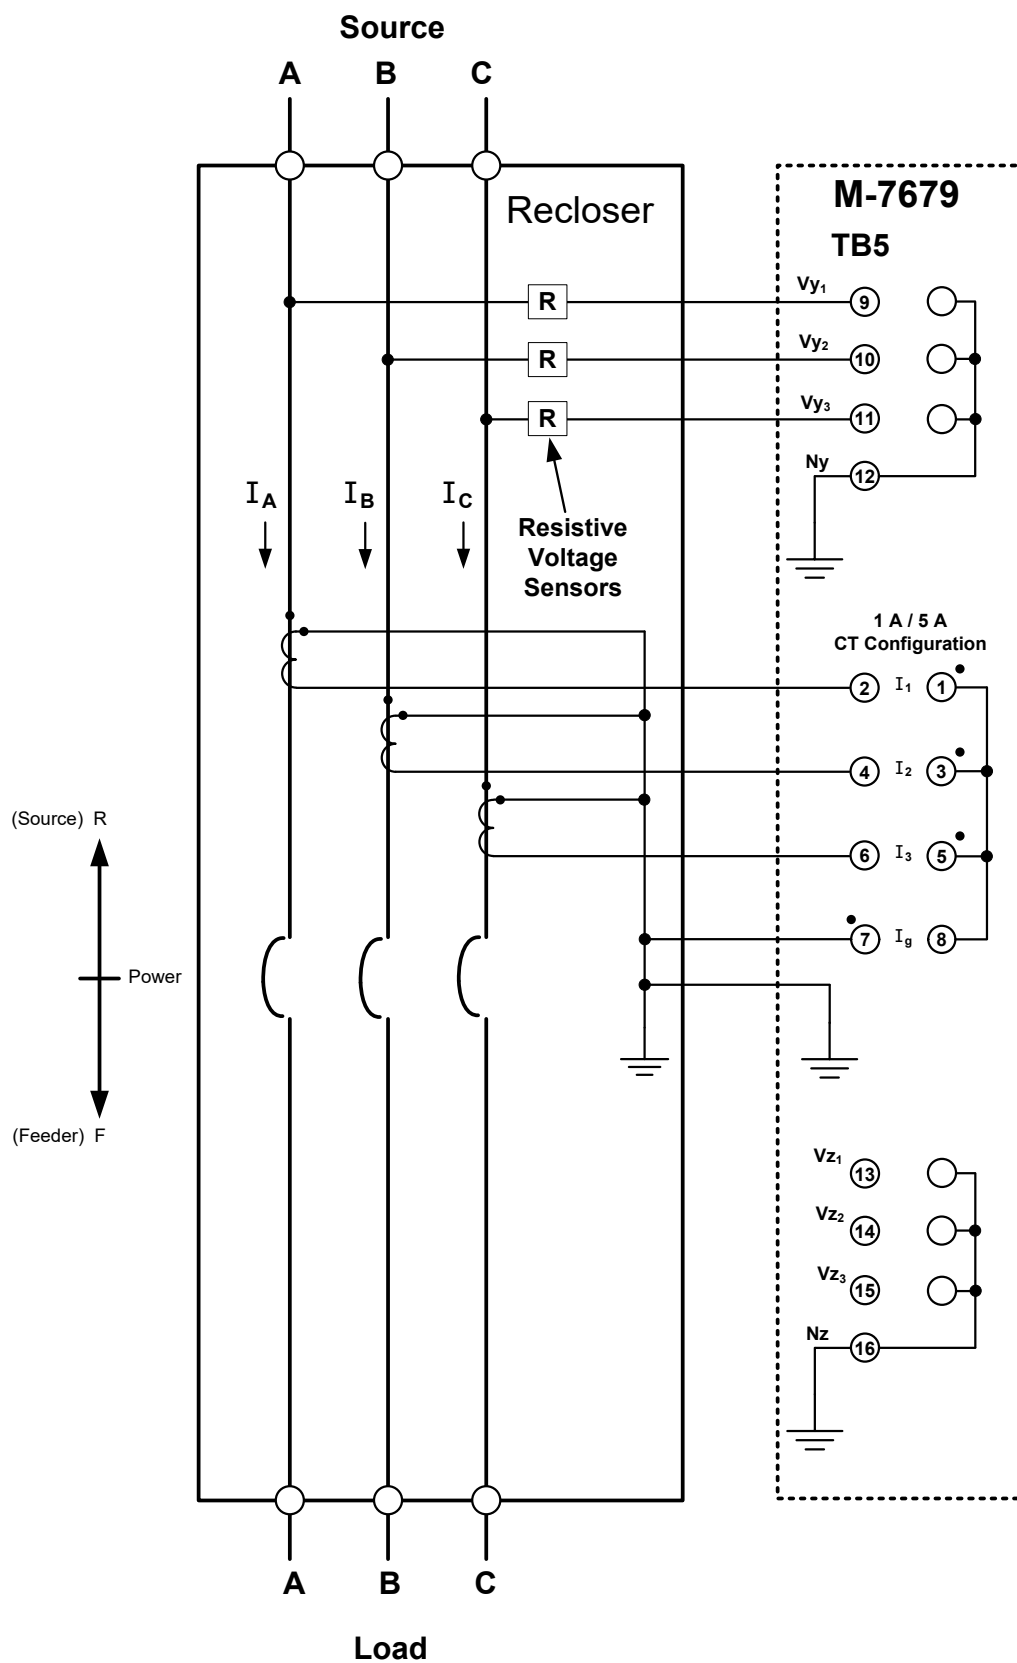 Source
A B C
M-7679
Recloser
TB5
Vy1
R 9
Vy2
R 10
Vy3
R 11
Ny
12
IA IB IC
Resistive
Voltage
Sensors
1 A / 5 A
CT Configuration
2 I1 1
4 I2 3
(Source) R
6 I3 5
7 Ig 8
Power
(Feeder) F
Vz1
13
Vz2
14
Vz3
15
Nz
16
A B C
Load